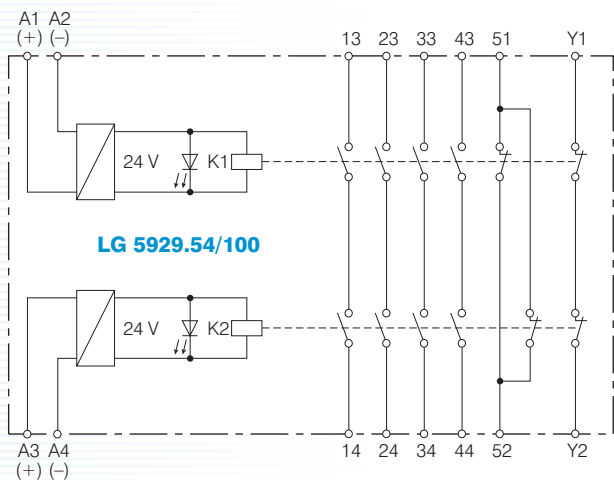 A1 A2 13 23 33 43 51 Y1
(+) (–)
24 V K1
LG 5929.54/100
24 V K2
A3 A4 14 24 34 44 52 Y2
(+) (–)